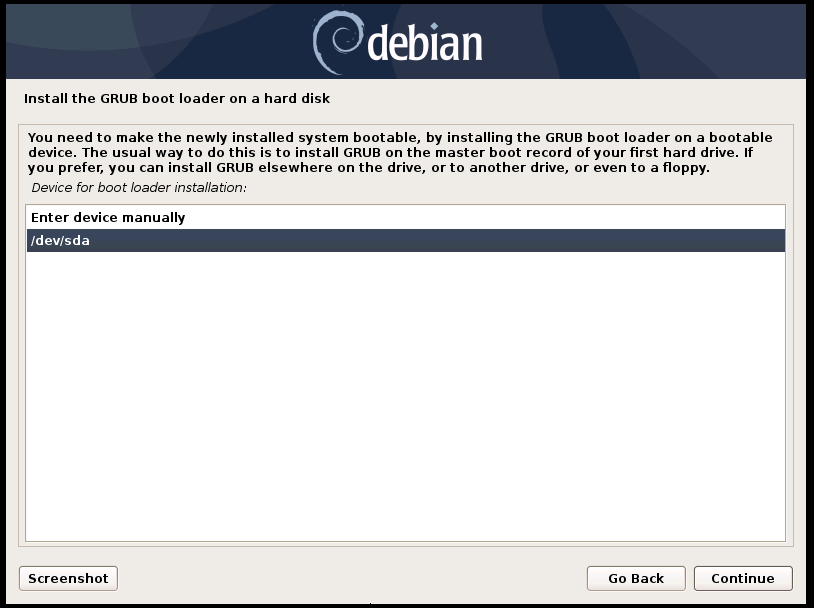 debian
Install the GRUB boot loader on a hard disk
You need to make the newly installed system bootable, by installing the GRUB boot loader on a bootable
device. The usual way to do this is to install GRUB on the master boot record of your first hard drive. If
you prefer, you can install GRUB elsewhere on the drive, or to another drive, or even to a floppy.
Device for boot loader installation:
Enter device manually
/dev/sda
Screenshot
Go Back
Continue